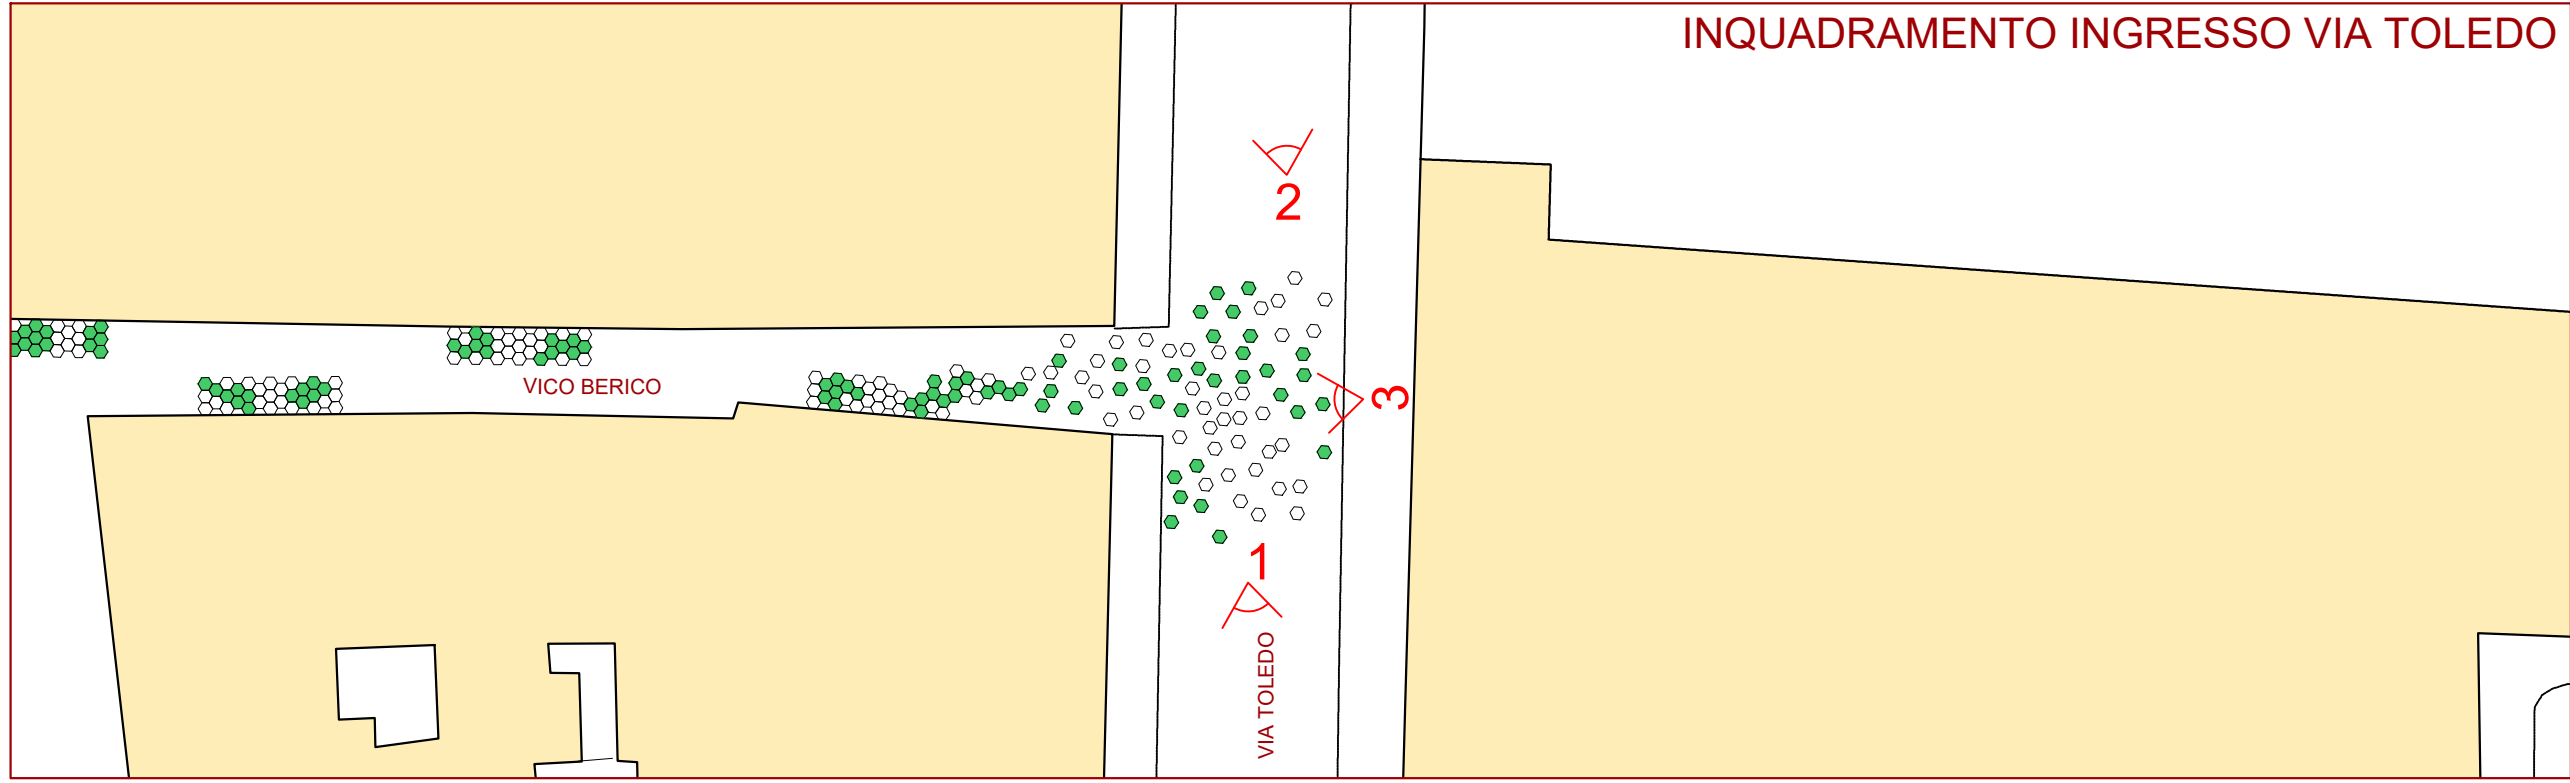 INQUADRAMENTO INGRESSO VIA TOLEDO
2
VICO BERICO
3
1
VIA TOLEDO